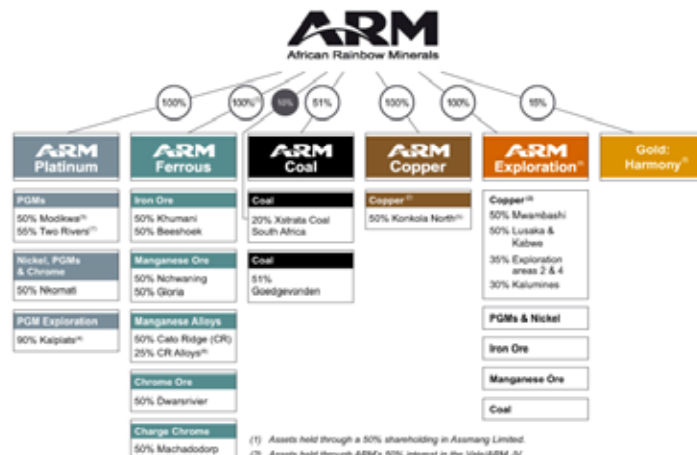 ARM
African Rainbow Minerals
100%
100%(1)
10%
51%
100%
100%
15%
ARM
Platinum
ARM
Ferrous
ARM
Coal
ARM
Copper
ARM
Exploration
Gold:
Harmony
PGMs
50% Modikwa
55% Two Rivers
Nickel, PGMs
& Chrome
50% Nkomati
PGM Exploration
90% Kalplats
Iron Ore
50% Khumani
50% Beeshoek
Manganese Ore
50% Nchwaning
50% Gloria
Manganese Alloys
50% Cato Ridge (CR)
25% CR Alloys
Chrome Ore
50% Dwarsrivier
Charge Chrome
50% Machadodorp
Coal
20% Xstrata Coal
South Africa
Coal
51%
Goedgevonden
Copper
50% Konkola North
Copper
50% Mwambashi
50% Lusaka &
Kabwe
35% Exploration
areas 2 & 4
30% Kalumines
PGMs & Nickel
Iron Ore
Manganese Ore
Coal
(1) Assets held through a 50% shareholding in Assmang Limited.